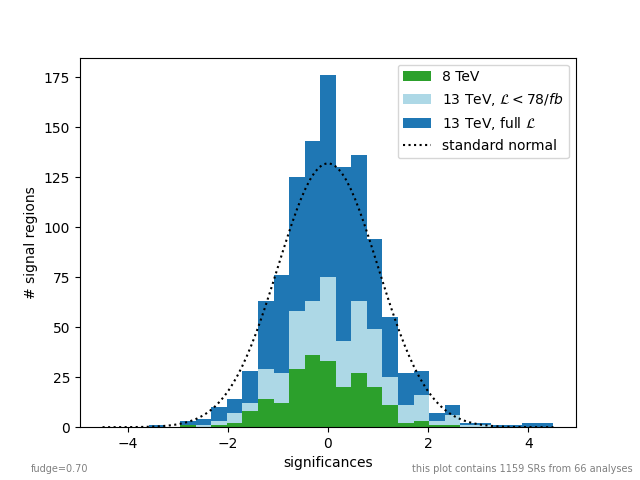 175
150
125
100
75
50
25
0
# signal regions
8 TeV
13 TeV, ℒ < 78/fb
13 TeV, full ℒ
standard normal
−4 −2 0 2 4
significances
fudge=0.70
this plot contains 1159 SRs from 66 analyses